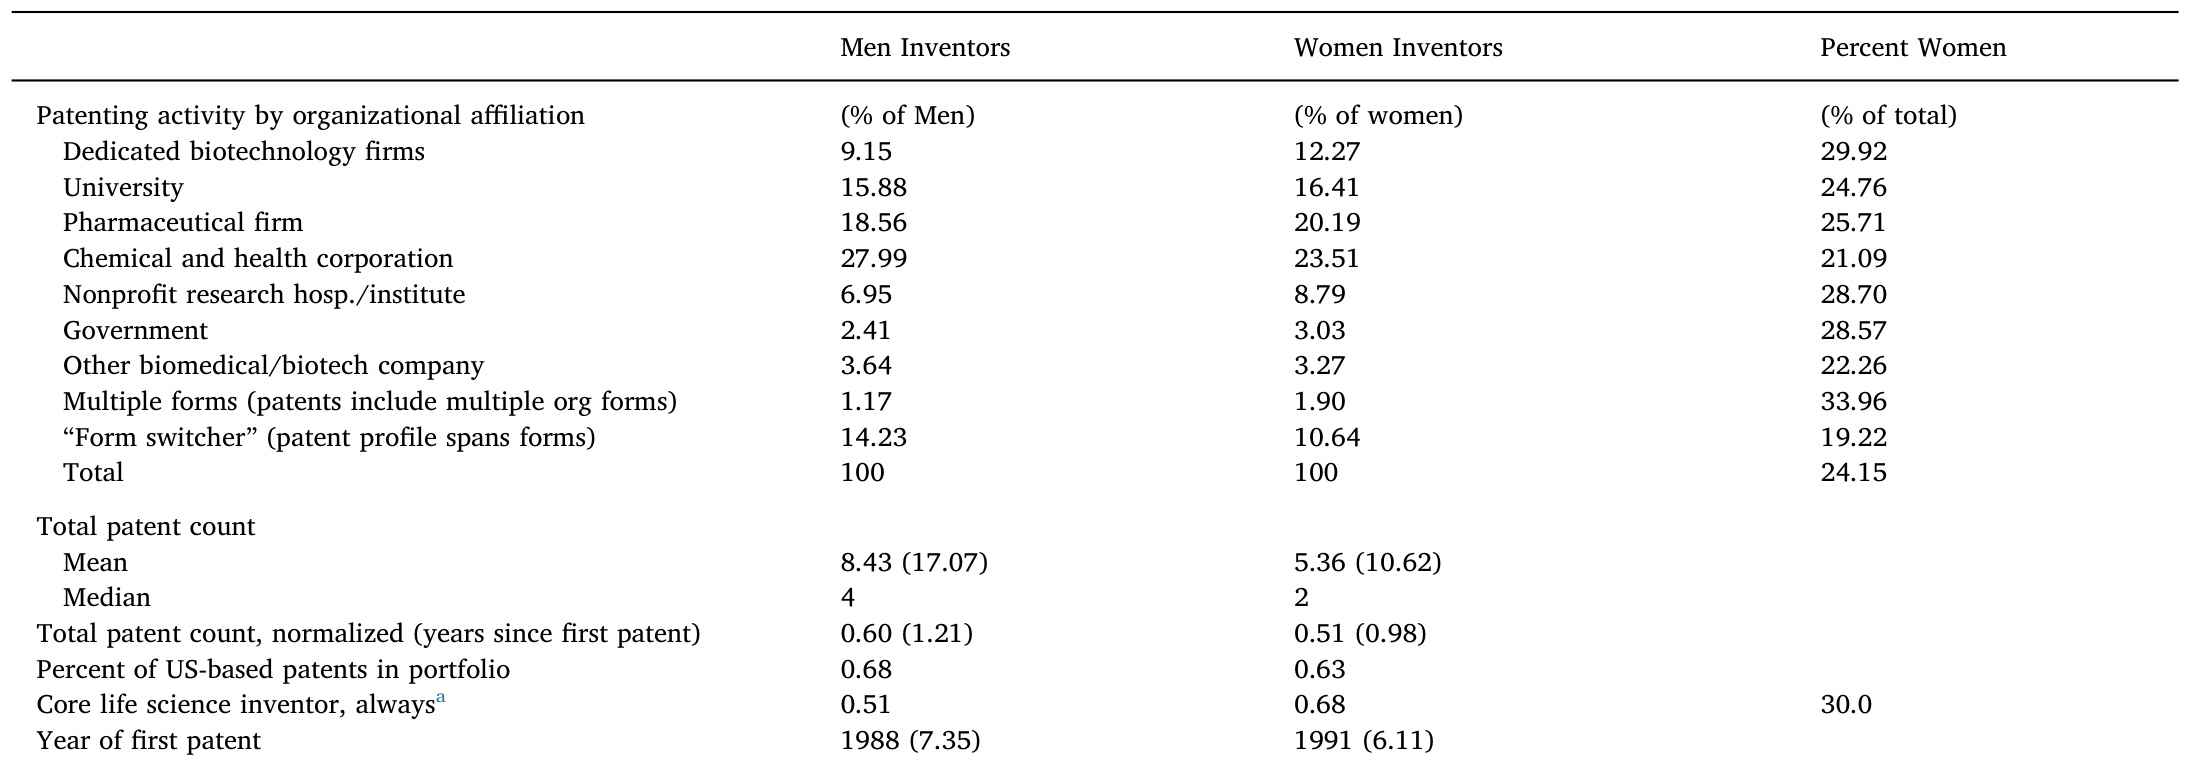 Men Inventors Women Inventors Percent Women
Patenting activity by organizational affiliation (% of Men) (% of women) (% of total)
Dedicated biotechnology firms 9.15 12.27 29.92
University 15.88 16.41 24.76
Pharmaceutical firm 18.56 20.19 25.71
Chemical and health corporation 27.99 23.51 21.09
Nonprofit research hosp./institute 6.95 8.79 28.70
Government 2.41 3.03 28.57
Other biomedical/biotech company 3.64 3.27 22.26
Multiple forms (patents include multiple org forms) 1.17 1.90 33.96
“Form switcher” (patent profile spans forms) 14.23 10.64 19.22
Total 100 100 24.15
Total patent count
Mean 8.43 (17.07) 5.36 (10.62)
Median 4 2
Total patent count, normalized (years since first patent) 0.60 (1.21) 0.51 (0.98)
Percent of US-based patents in portfolio 0.68 0.63
Core life science inventor, alwaysa 0.51 0.68 30.0
Year of first patent 1988 (7.35) 1991 (6.11)